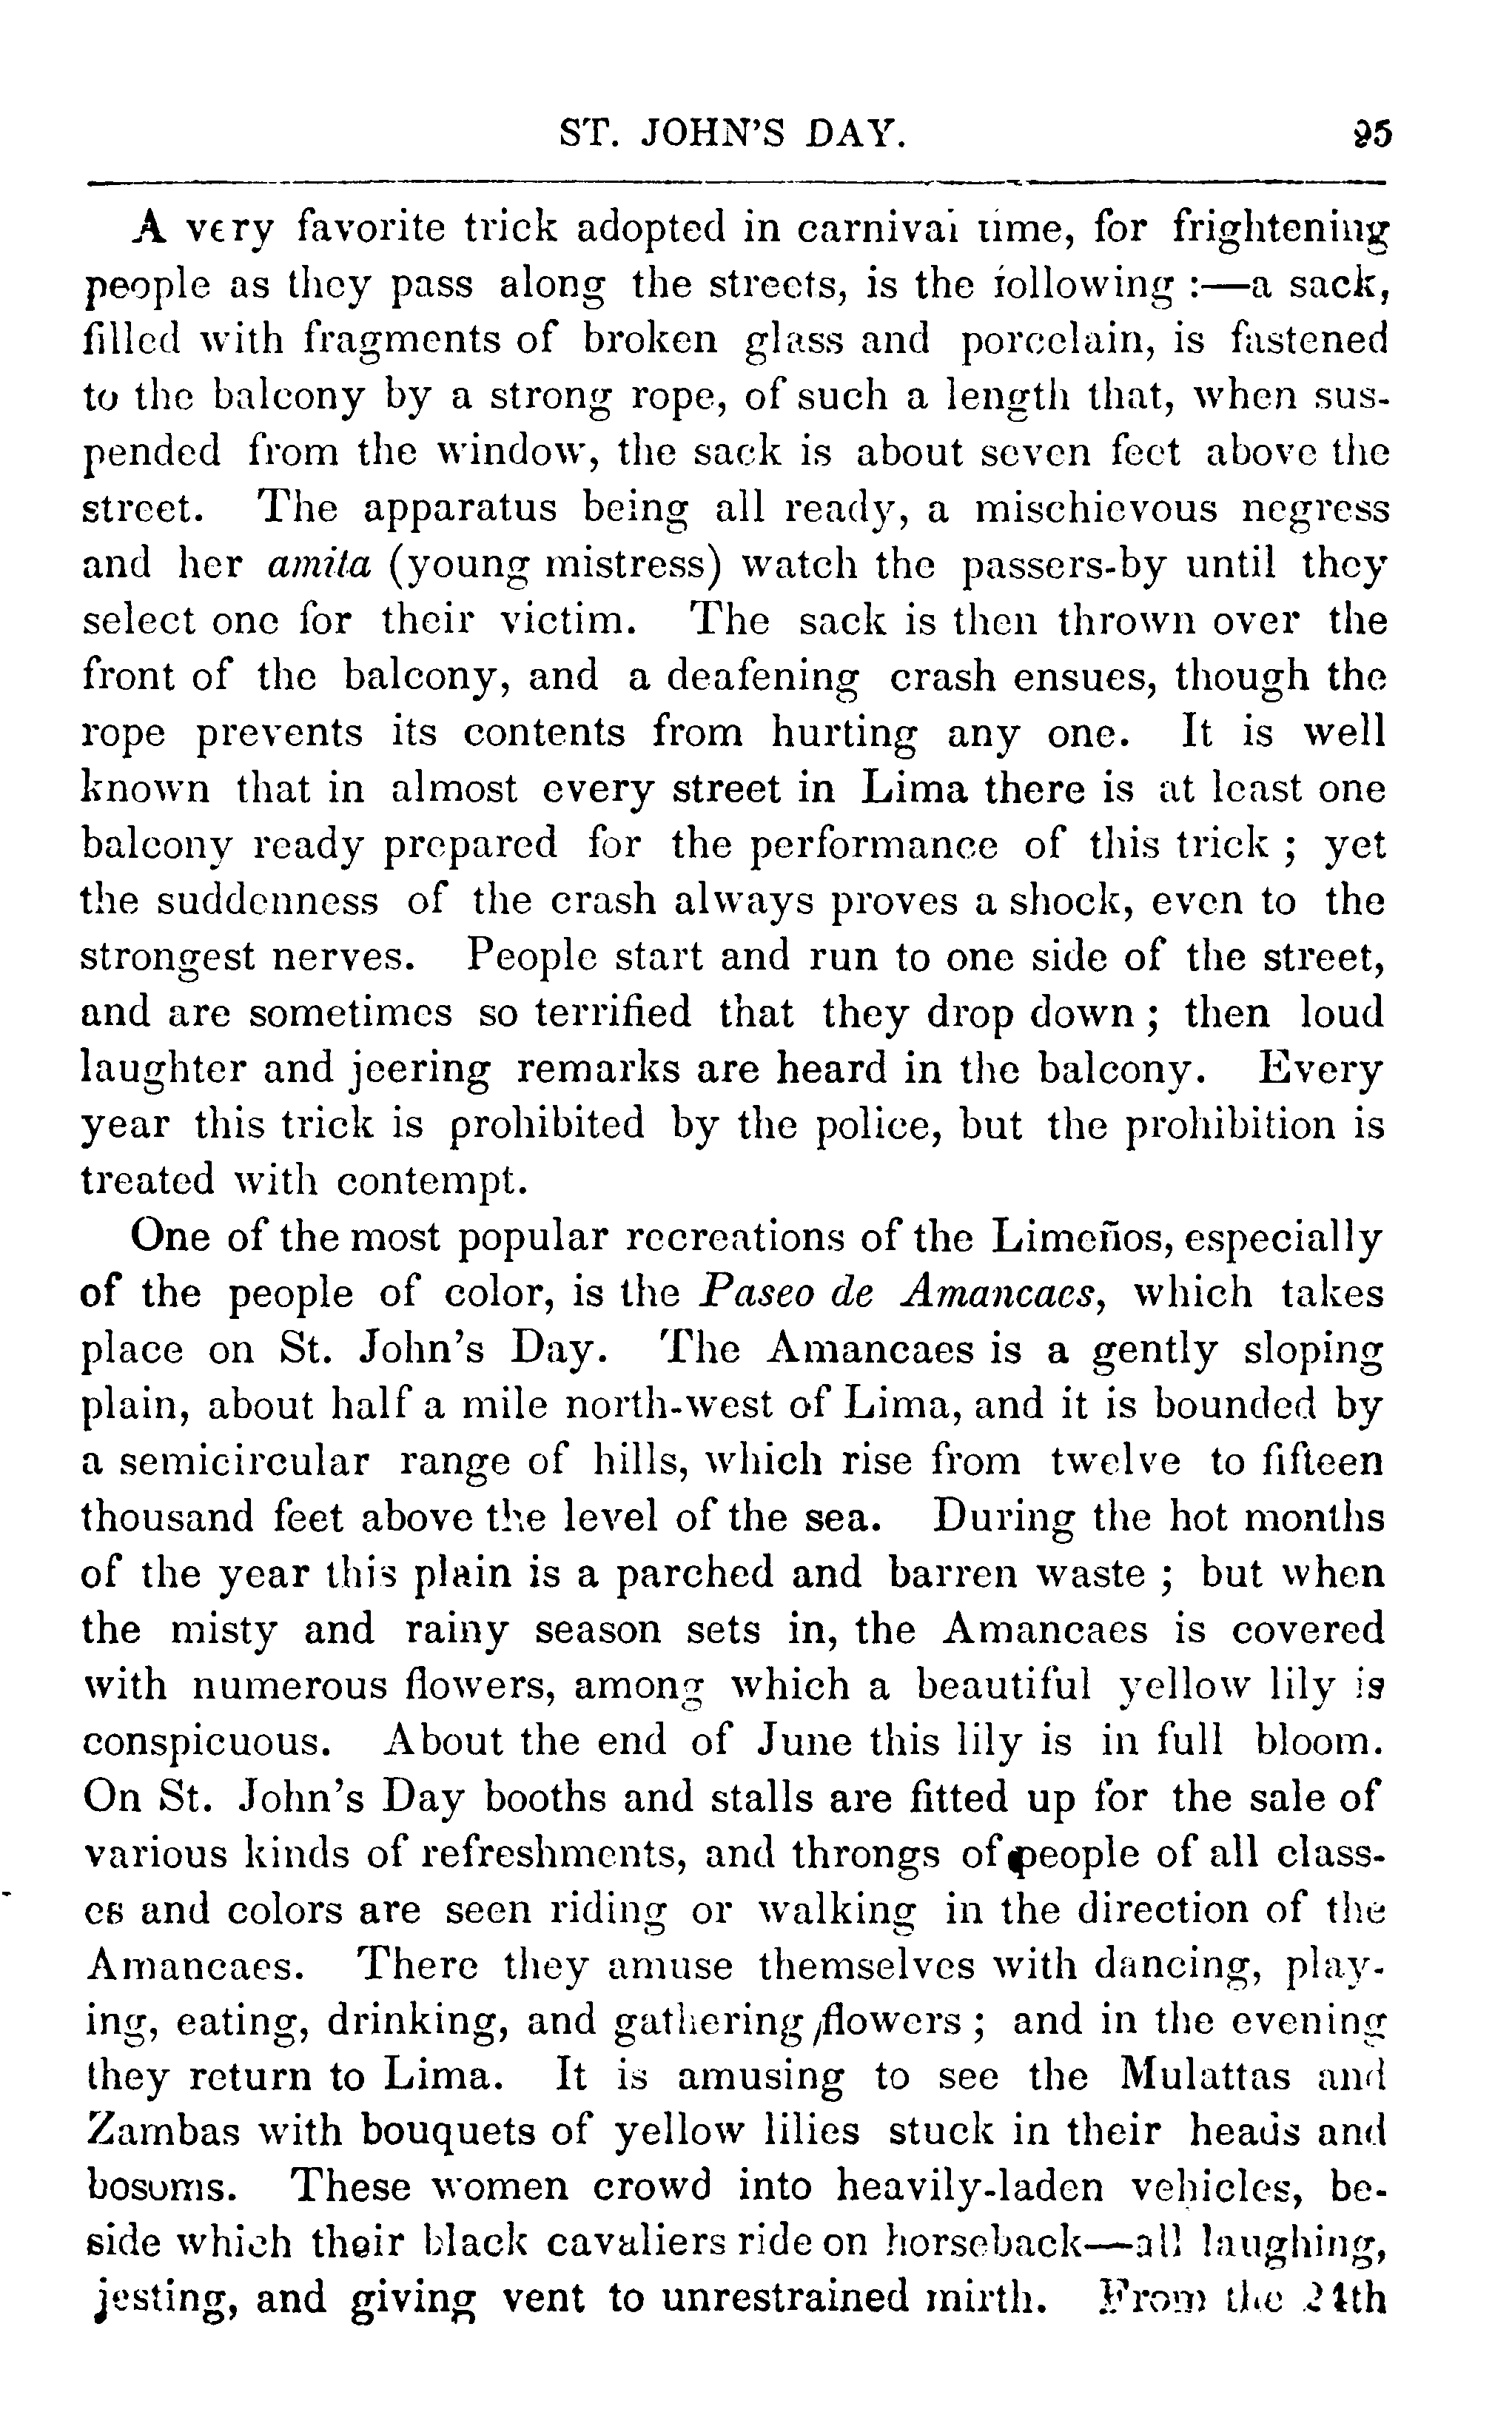 ST. JOHN'S DAY. 95
A very favorite trick adopted in carnival time, for frightening
people as they pass along the streets, is the following :—a sack,
filled with fragments of broken glass and porcelain, is fastened
to the balcony by a strong rope, of such a length that, when sus-
pended from the window, the sack is about seven feet above the
street. The apparatus being all ready, a mischievous negress
and her amita (young mistress) watch the passers-by until they
select one for their victim. The sack is then thrown over the
front of the balcony, and a deafening crash ensues, though the
rope prevents its contents from hurting any one. It is well
known that in almost every street in Lima there is at least one
balcony ready prepared for the performance of this trick ; yet
the suddenness of the crash always proves a shock, even to the
strongest nerves. People start and run to one side of the street,
and are sometimes so terrified that they drop down ; then loud
laughter and jeering remarks are heard in the balcony. Every
year this trick is prohibited by the police, but the prohibition is
treated with contempt.
One of the most popular recreations of the Limeños, especially
of the people of color, is the Paseo de Amancaes, which takes
place on St. John's Day. The Amancaes is a gently sloping
plain, about half a mile north-west of Lima, and it is bounded by
a semicircular range of hills, which rise from twelve to fifteen
thousand feet above the level of the sea. During the hot months
of the year this plain is a parched and barren waste ; but when
the misty and rainy season sets in, the Amancaes is covered
with numerous flowers, among which a beautiful yellow lily is
conspicuous. About the end of June this lily is in full bloom.
On St. John's Day booths and stalls are fitted up for the sale of
various kinds of refreshments, and throngs of people of all class-
es and colors are seen riding or walking in the direction of the
Amancaes. There they amuse themselves with dancing, play-
ing, eating, drinking, and gathering flowers ; and in the evening
they return to Lima. It is amusing to see the Mulattas and
Zambas with bouquets of yellow lilies stuck in their heads and
bosoms. These women crowd into heavily-laden vehicles, be-
side which their black cavaliers ride on horseback—all laughing,
jesting, and giving vent to unrestrained mirth. From the 24th